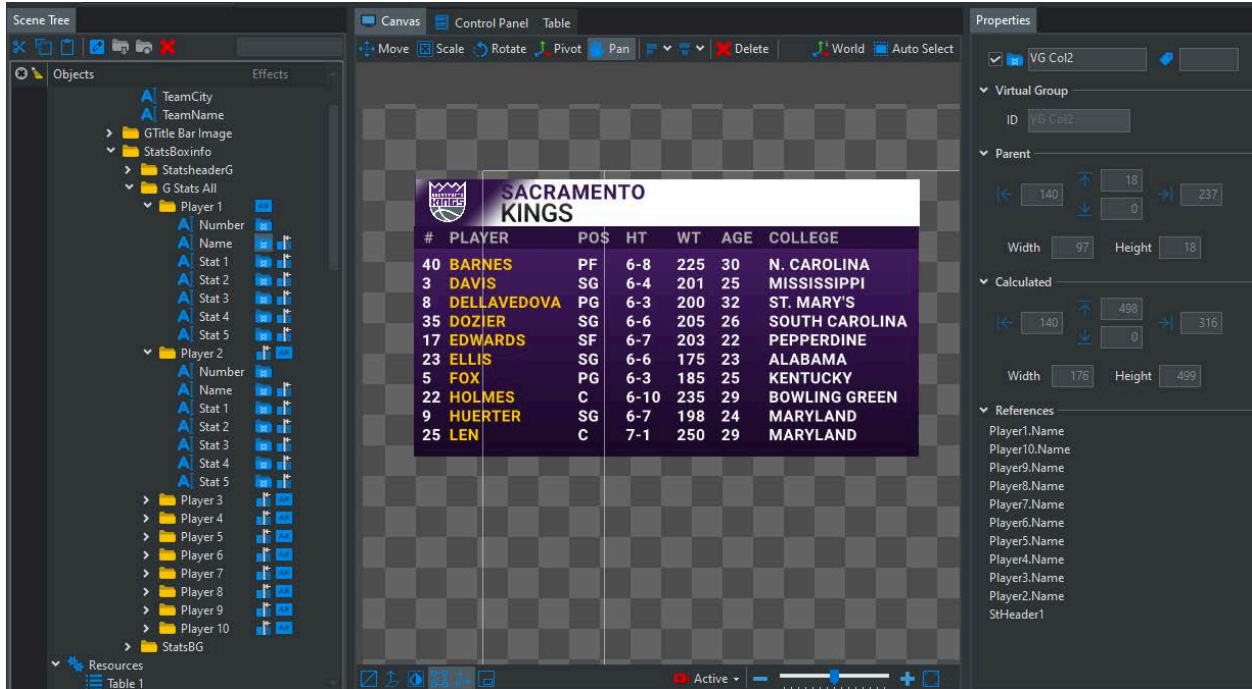 Scene Tree
Objects Effects
TeamCity
TeamName
GTitle Bar Image
StatsBoxinfo
StatsheaderG
G Stats All
Player 1
Number
Name
Stat 1
Stat 2
Stat 3
Stat 4
Stat 5
Player 2
Number
Name
Stat 1
Stat 2
Stat 3
Stat 4
Stat 5
Player 3
Player 4
Player 5
Player 6
Player 7
Player 8
Player 9
Player 10
StatsBG
Resources
Table 1
Canvas Control Panel Table
Move Scale Rotate Pivot Pan Delete World Auto Select
KINGS
SACRAMENTO
KINGS
# PLAYER POS HT WT AGE COLLEGE
40 BARNES PF 6-8 225 30 N. CAROLINA
3 DAVIS SG 6-4 201 25 MISSISSIPPI
8 DELLAVEDOVA PG 6-3 200 32 ST. MARY'S
35 DOZIER SG 6-6 205 26 SOUTH CAROLINA
17 EDWARDS SF 6-7 203 22 PEPPERDINE
23 ELLIS SG 6-6 175 23 ALABAMA
5 FOX PG 6-3 185 25 KENTUCKY
22 HOLMES C 6-10 235 29 BOWLING GREEN
9 HUERTER SG 6-7 198 24 MARYLAND
25 LEN C 7-1 250 29 MARYLAND
Active
Properties
VG Col2
Virtual Group
ID VG Col2
Parent
18
140 237
0
Width 97 Height 18
Calculated
498
140 316
0
Width 176 Height 499
References
Player1.Name
Player10.Name
Player9.Name
Player8.Name
Player7.Name
Player6.Name
Player5.Name
Player4.Name
Player3.Name
Player2.Name
StHeader1